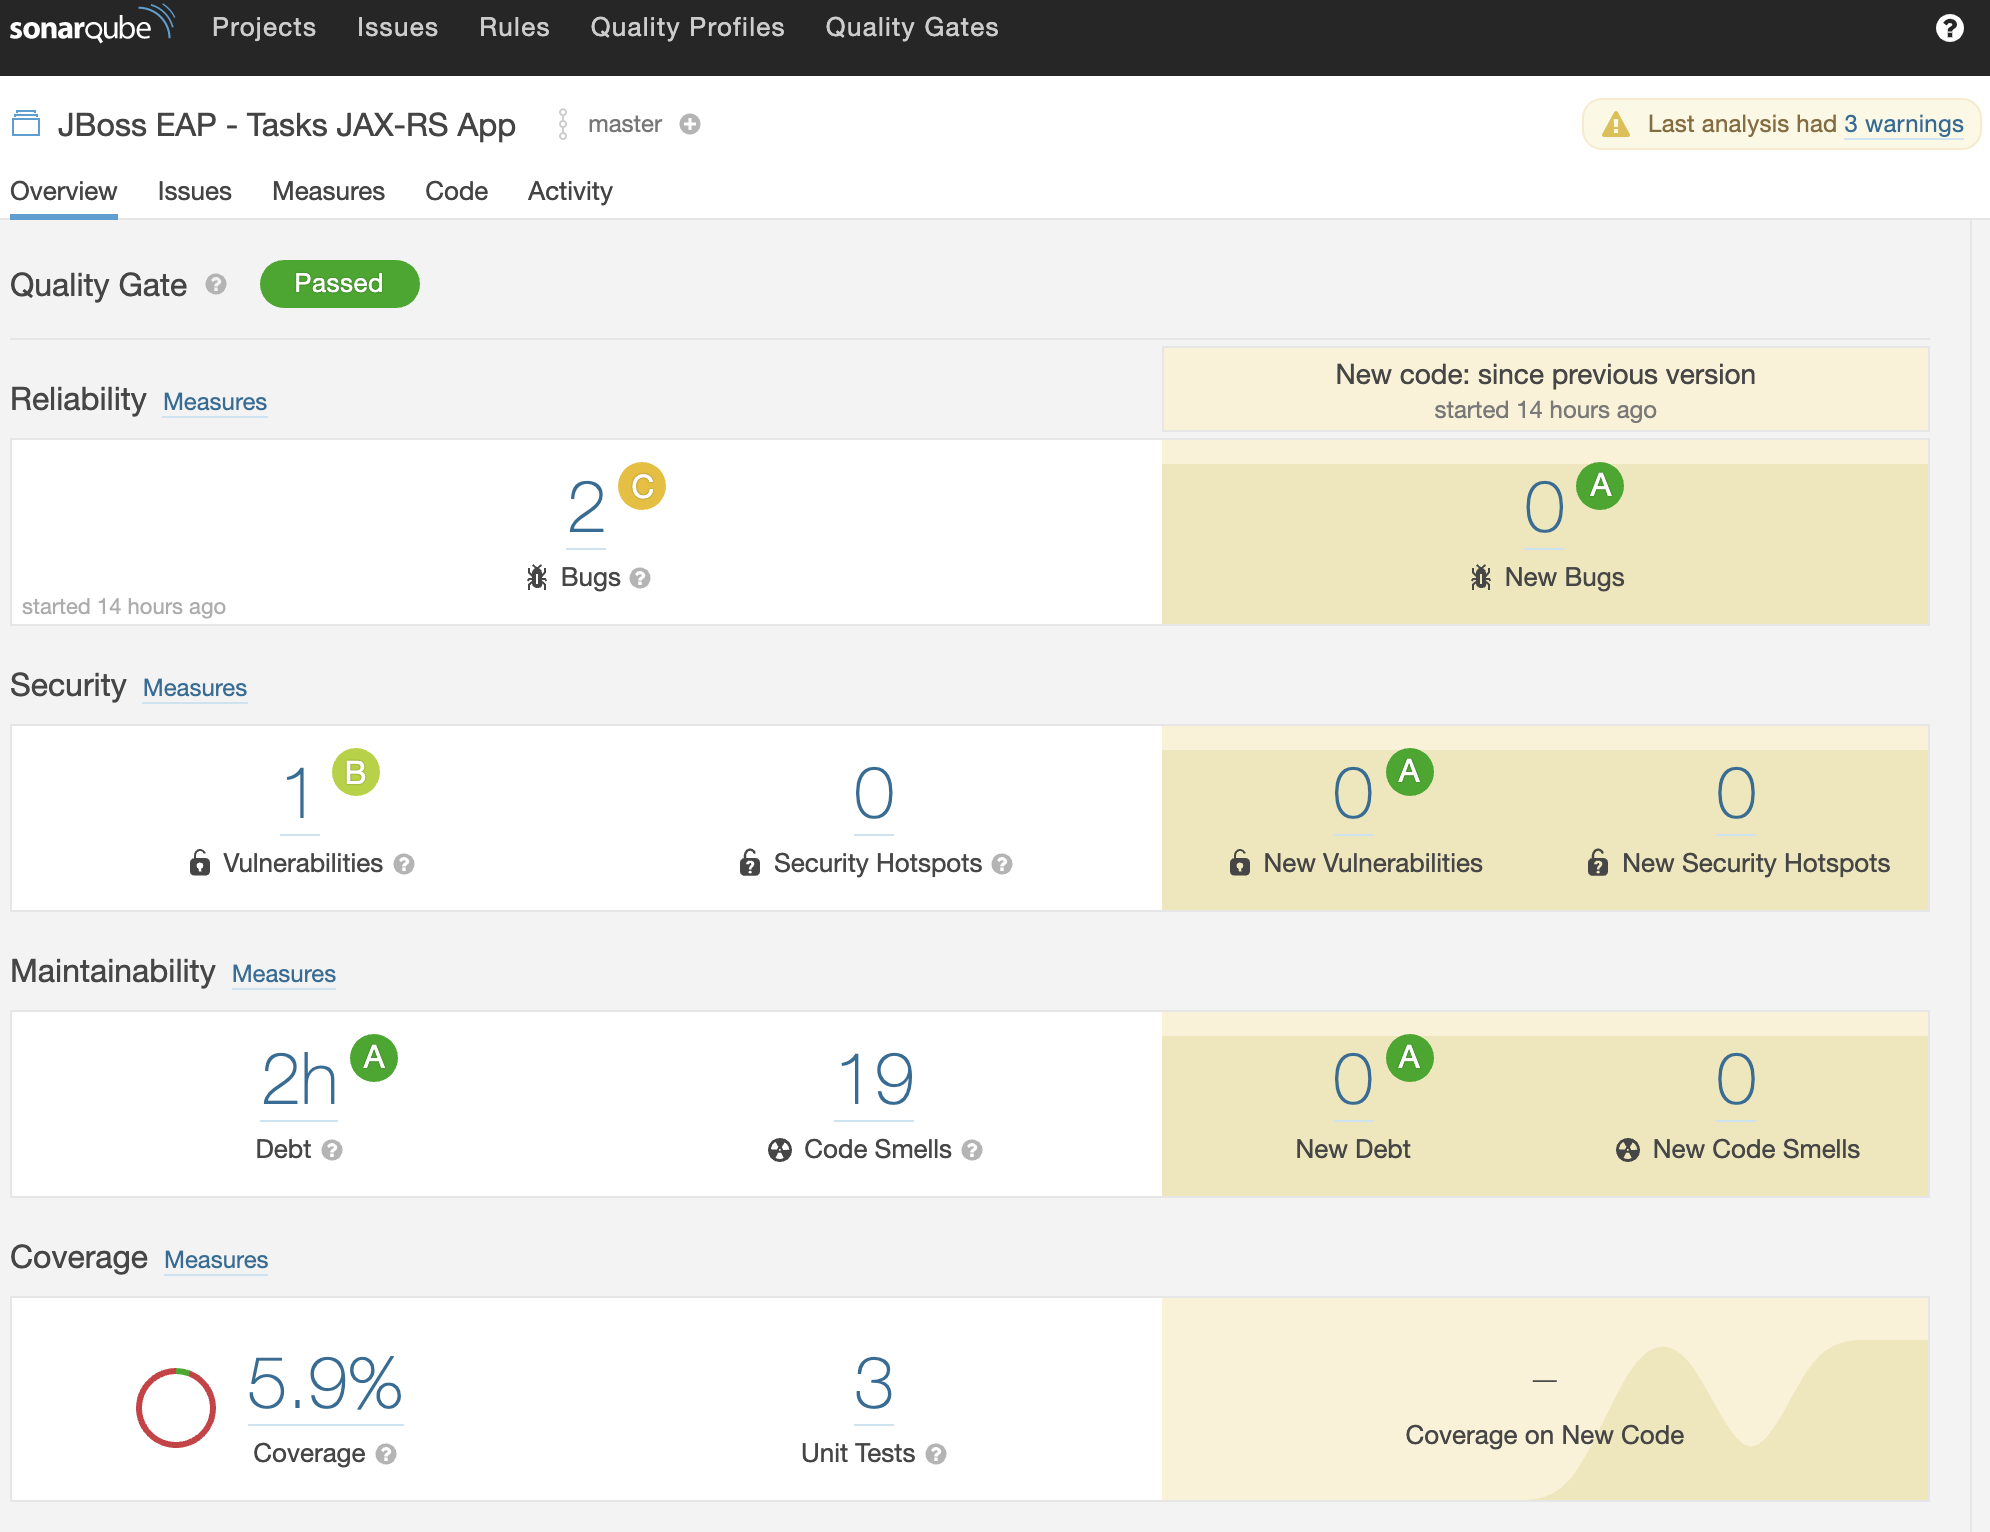 sonarqube Projects Issues Rules Quality Profiles Quality Gates ?
JBoss EAP - Tasks JAX-RS App master
Last analysis had 3 warnings
Overview Issues Measures Code Activity
Quality Gate ? Passed
New code: since previous version
started 14 hours ago
Reliability Measures
2 C
Bugs ?
started 14 hours ago
0 A
New Bugs
Security Measures
1 B 0 0 A 0
Vulnerabilities ? Security Hotspots ? New Vulnerabilities New Security Hotspots
Maintainability Measures
2h A 19 0 A 0
Debt ? Code Smells ? New Debt New Code Smells
Coverage Measures
5.9% 3 —
Coverage ? Unit Tests ? Coverage on New Code